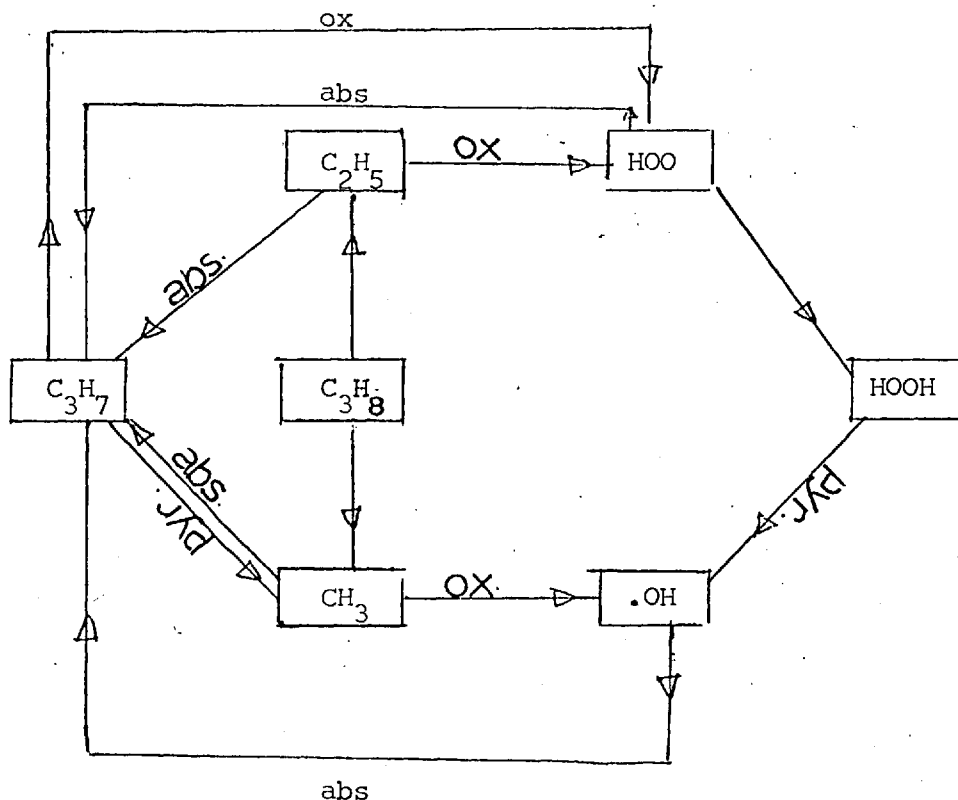 ox
abs
C2H5
ox
HOO
abs.
C3H7
C3H8
HOOH
abs.
pyr.
pyr.
CH3
ox.
.OH
abs